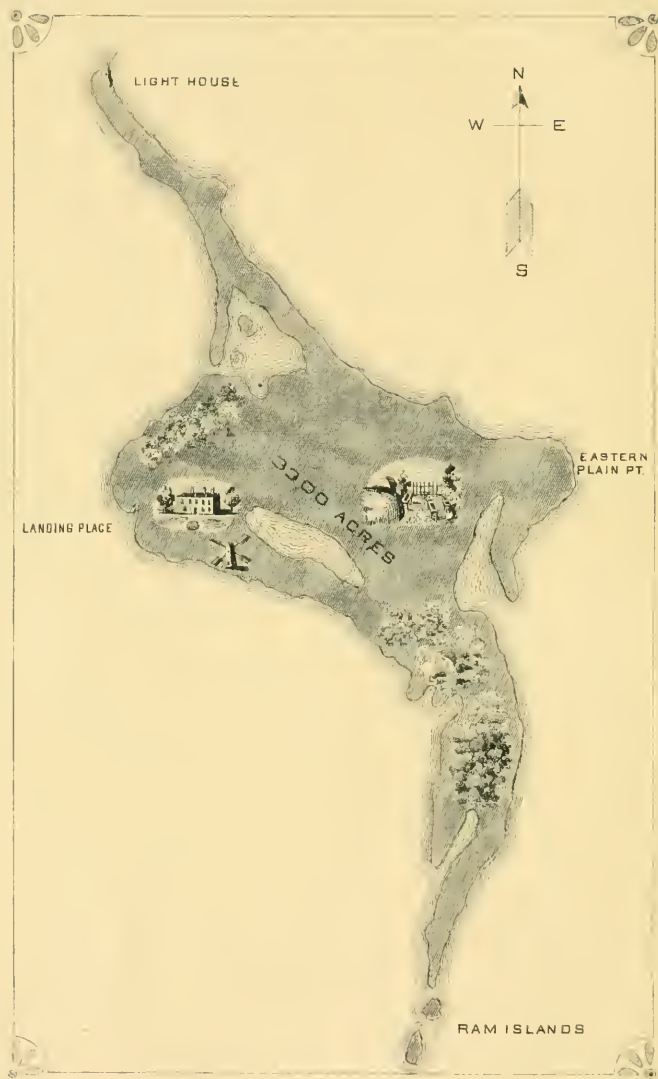 LIGHT HOUSE
N
W E
S
EASTERN
PLAIN PT.
3300 ACRES
LANDING PLACE
RAM ISLANDS